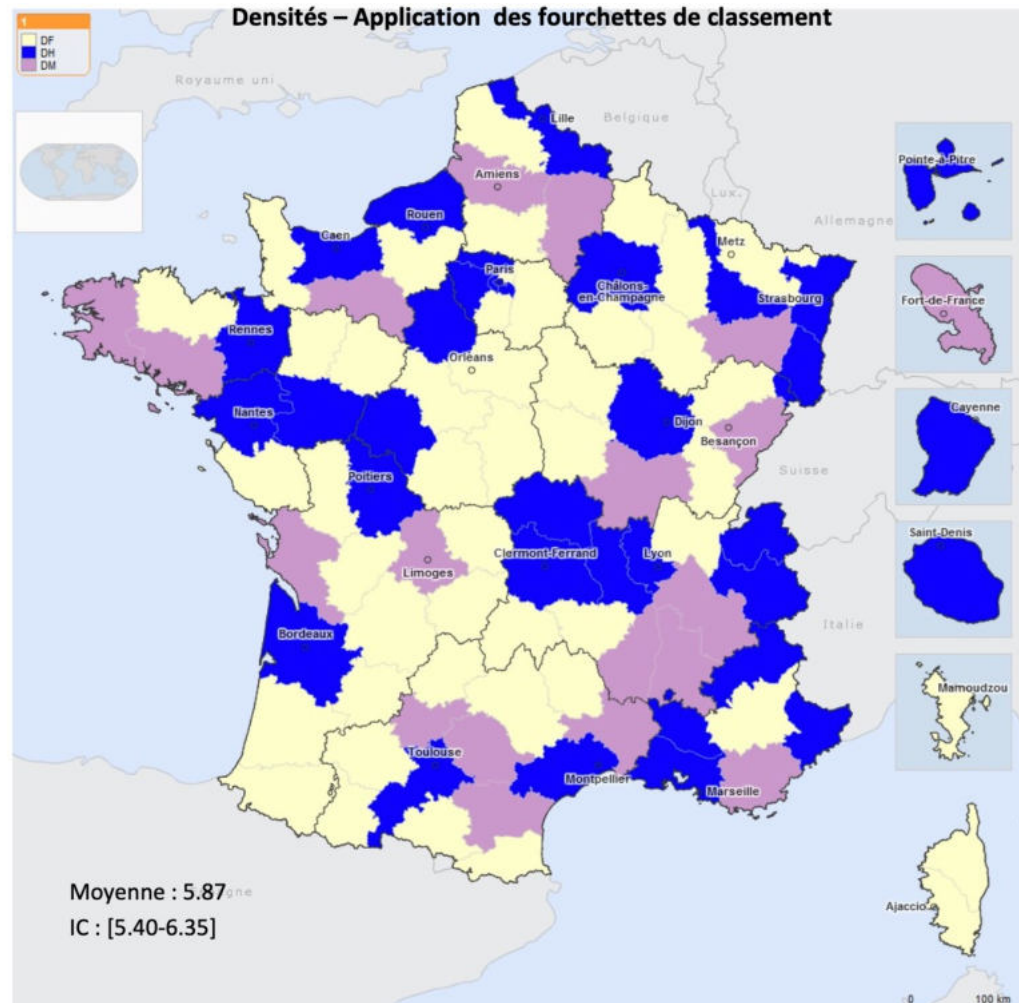 Densités – Application des fourchettes de classement
1
DF
DH
DM
Royaume uni
Belgique
Lille
Pointe-à-Pitre
Amiens
Lux.
Allemagne
Rouen
Caen
Metz
Paris
Châlons-
en-Champagne
Strasbourg
Fort-de-France
Rennes
Orléans
Nantes
Dijon
Besançon
Cayenne
Suisse
Poitiers
Saint-Denis
Clermont-Ferrand
Lyon
Limoges
Italie
Bordeaux
Mamoudzou
Toulouse
Montpellier
Marseille
Moyenne : 5.87
gne
IC : [5.40-6.35]
Ajaccio
0 100 km